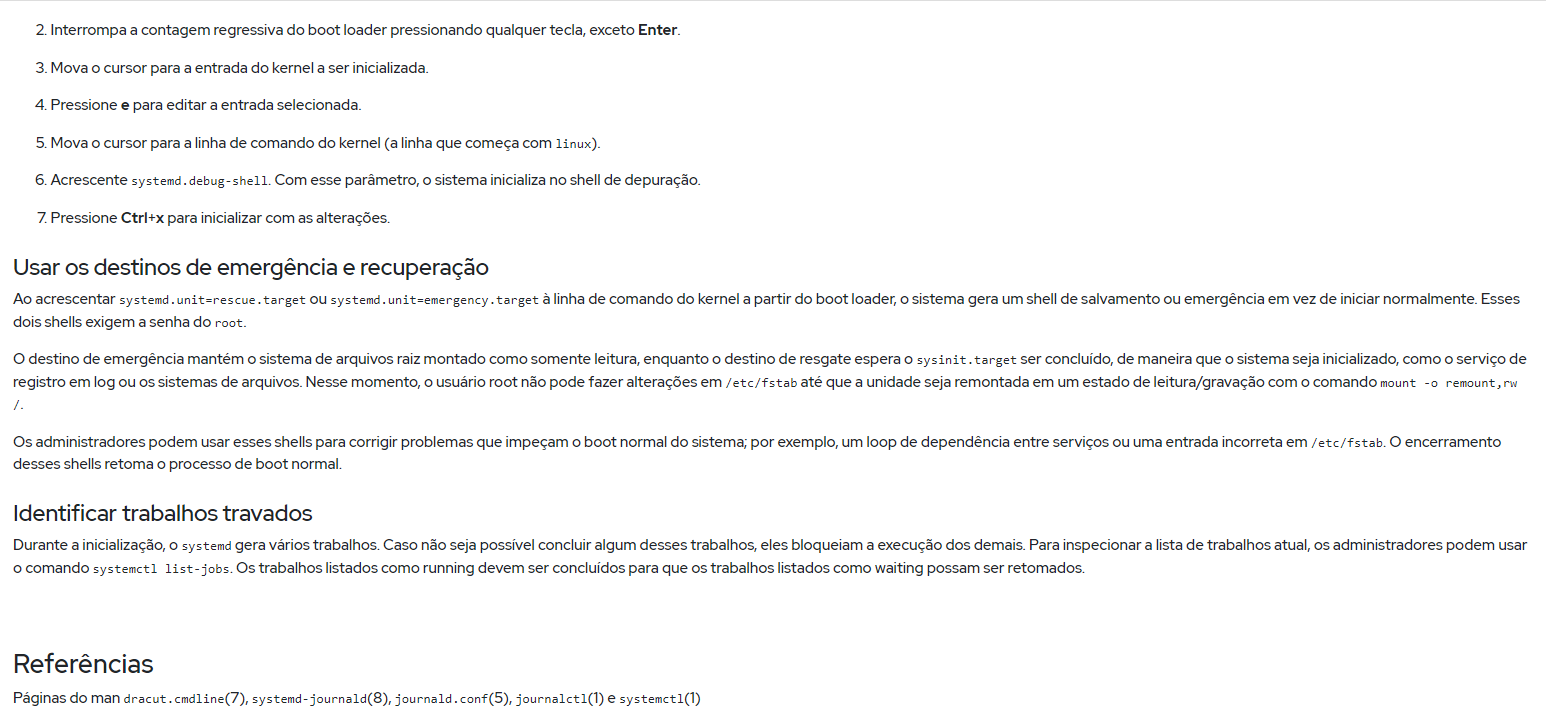 2. Interrompa a contagem regressiva do boot loader pressionando qualquer tecla, exceto Enter.
3. Mova o cursor para a entrada do kernel a ser inicializada.
4. Pressione e para editar a entrada selecionada.
5. Mova o cursor para a linha de comando do kernel (a linha que começa com linux).
6. Acrescente systemd.debug-shell. Com esse parâmetro, o sistema inicializa no shell de depuração.
7. Pressione Ctrl+x para inicializar com as alterações.
Usar os destinos de emergência e recuperação
Ao acrescentar systemd.unit=rescue.target ou systemd.unit=emergency.target à linha de comando do kernel a partir do boot loader, o sistema gera um shell de salvamento ou emergência em vez de iniciar normalmente. Esses
dois shells exigem a senha do root.
O destino de emergência mantém o sistema de arquivos raiz montado como somente leitura, enquanto o destino de resgate espera o sysinit.target ser concluído, de maneira que o sistema seja inicializado, como o serviço de
registro em log ou os sistemas de arquivos. Nesse momento, o usuário root não pode fazer alterações em /etc/fstab até que a unidade seja remontada em um estado de leitura/gravação com o comando mount -o remount,rw
/.
Os administradores podem usar esses shells para corrigir problemas que impeçam o boot normal do sistema; por exemplo, um loop de dependência entre serviços ou uma entrada incorreta em /etc/fstab. O encerramento
desses shells retoma o processo de boot normal.
Identificar trabalhos travados
Durante a inicialização, o systemd gera vários trabalhos. Caso não seja possível concluir algum desses trabalhos, eles bloqueiam a execução dos demais. Para inspecionar a lista de trabalhos atual, os administradores podem usar
o comando systemctl list-jobs. Os trabalhos listados como running devem ser concluídos para que os trabalhos listados como waiting possam ser retomados.
Referências
Páginas do man dracut.cmdline(7), systemd-journald(8), journald.conf(5), journalctl(1) e systemctl(1)